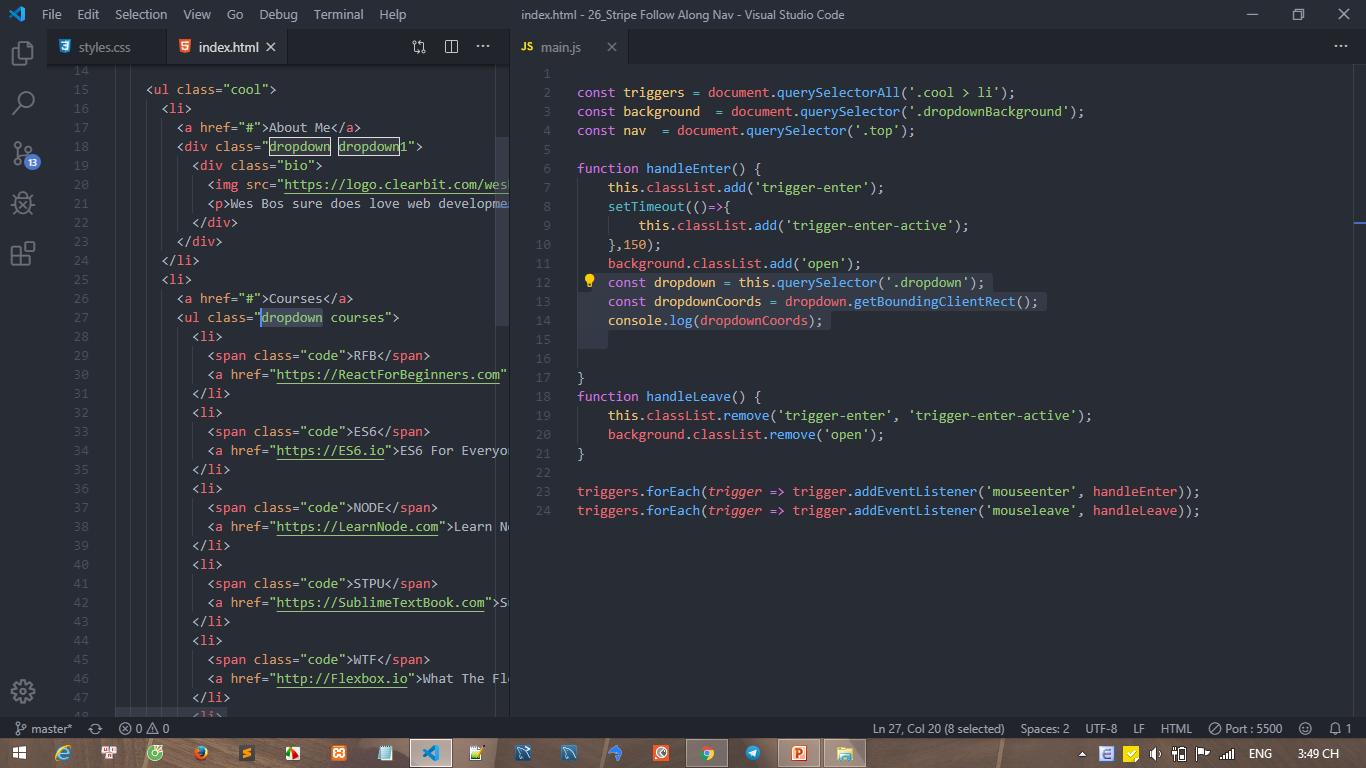 File Edit Selection View Go Debug Terminal Help
index.html - 26_Stripe Follow Along Nav - Visual Studio Code
styles.css
index.html
JS main.js
14
15 <ul class="cool">
16 <li>
17 <a href="#">About Me</a>
18 <div class="dropdown dropdown1">
19 <div class="bio">
20 <img src="https://logo.clearbit.com/wes
21 <p>Wes Bos sure does love web developme
22 </div>
23 </div>
24 </li>
25 <li>
26 <a href="#">Courses</a>
27 <ul class="dropdown courses">
28 <li>
29 <span class="code">RFB</span>
30 <a href="https://ReactForBeginners.com"
31 </li>
32 <li>
33 <span class="code">ES6</span>
34 <a href="https://ES6.io">ES6 For Everyo
35 </li>
36 <li>
37 <span class="code">NODE</span>
38 <a href="https://LearnNode.com">Learn No
39 </li>
40 <li>
41 <span class="code">STPU</span>
42 <a href="https://SublimeTextBook.com">Su
43 </li>
44 <li>
45 <span class="code">WTF</span>
46 <a href="http://Flexbox.io">What The Fl
47 </li>
48 <li>
1
2 const triggers = document.querySelectorAll('.cool > li');
3 const background  = document.querySelector('.dropdownBackground');
4 const nav  = document.querySelector('.top');
5
6 function handleEnter() {
7 this.classList.add('trigger-enter');
8 setTimeout(()=>{
9 this.classList.add('trigger-enter-active');
10 },150);
11 background.classList.add('open');
12 const dropdown = this.querySelector('.dropdown');
13 const dropdownCoords = dropdown.getBoundingClientRect();
14 console.log(dropdownCoords);
15
16
17 }
18 function handleLeave() {
19 this.classList.remove('trigger-enter', 'trigger-enter-active');
20 background.classList.remove('open');
21 }
22
23 triggers.forEach(trigger => trigger.addEventListener('mouseenter', handleEnter));
24 triggers.forEach(trigger => trigger.addEventListener('mouseleave', handleLeave));
13
master* 0 0 Ln 27, Col 20 (8 selected) Spaces: 2 UTF-8 LF HTML Port : 5500 1
ENG 3:49 CH